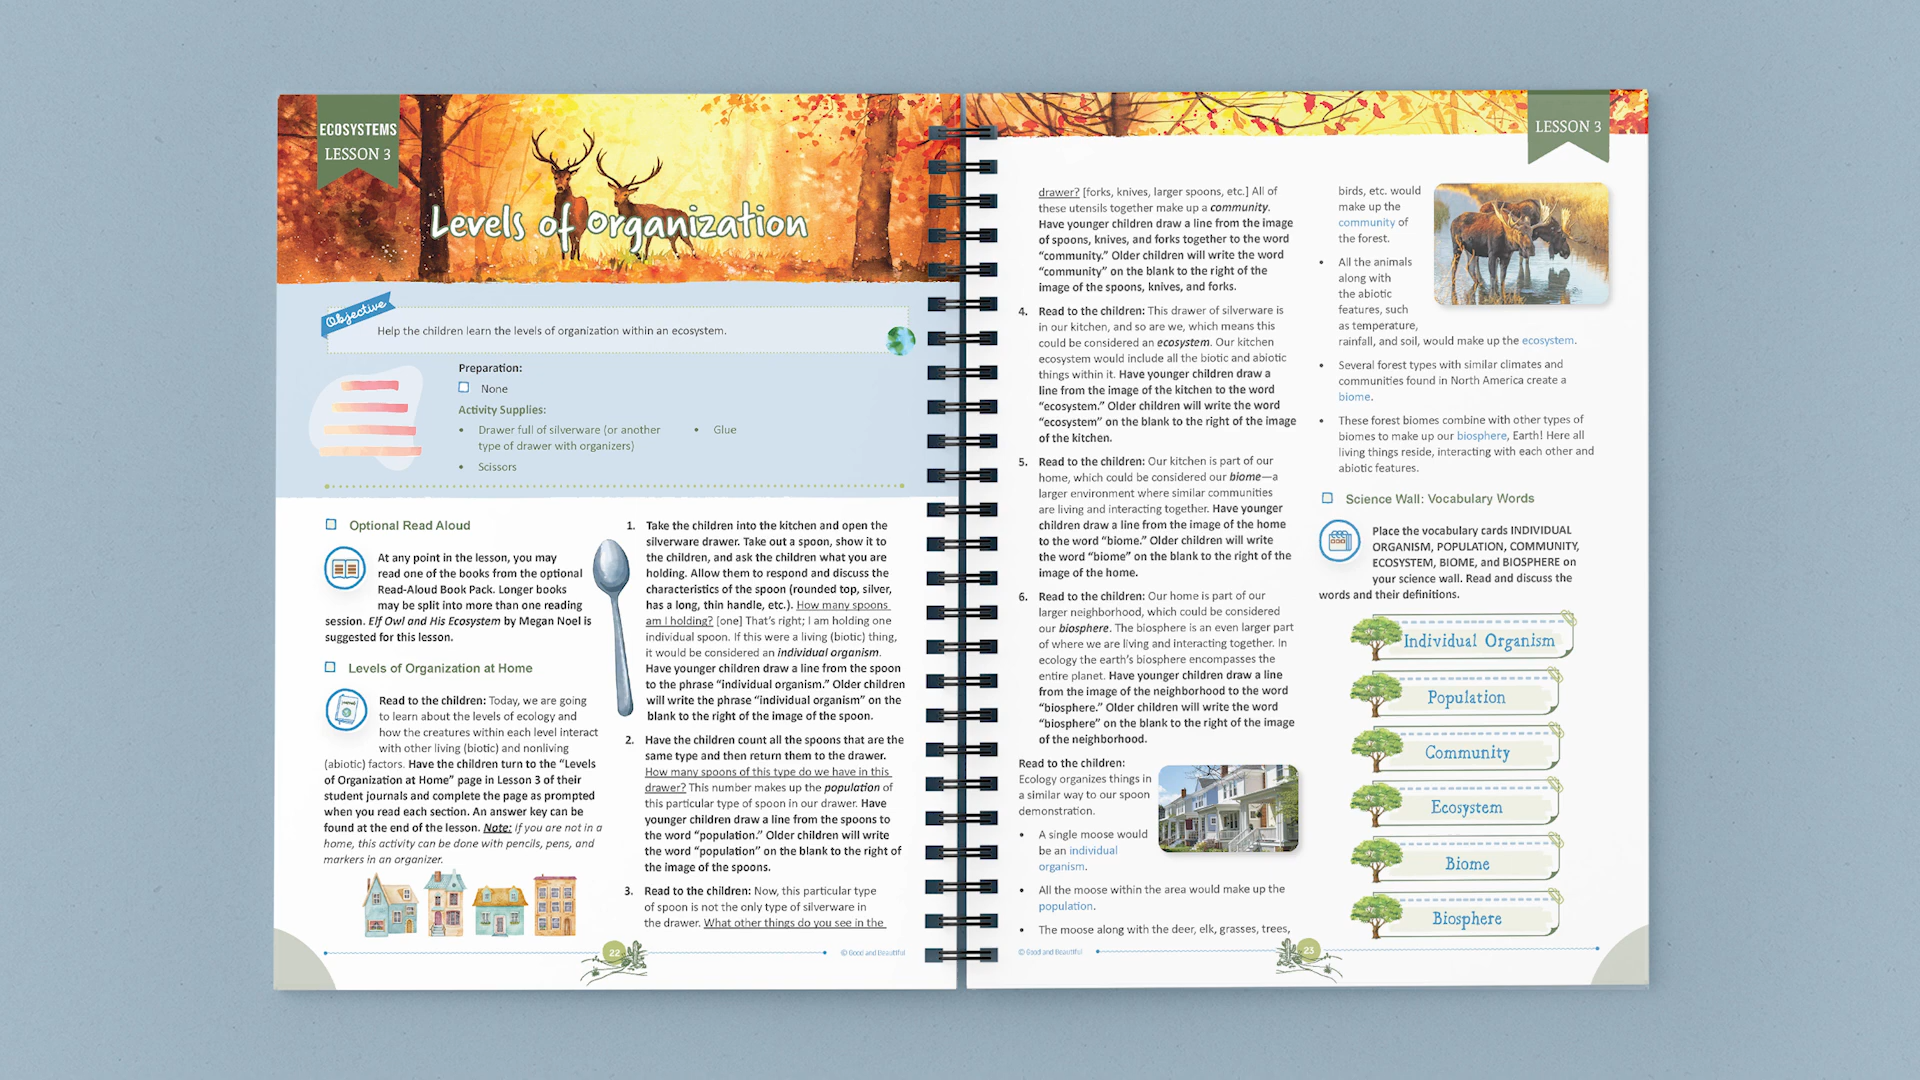 ECOSYSTEMS
LESSON 3
Levels of Organization
Objective
Help the children learn the levels of organization within an ecosystem.
Preparation:
None
Activity Supplies:
• Drawer full of silverware (or another
type of drawer with organizers)
• Scissors
• Glue
Optional Read Aloud
At any point in the lesson, you may
read one of the books from the optional
Read-Aloud Book Pack. Longer books
may be split into more than one reading
session. Elf Owl and His Ecosystem by Megan Noel is
suggested for this lesson.
Levels of Organization at Home
Read to the children: Today, we are going
to learn about the levels of ecology and
how the creatures within each level interact
with other living (biotic) and nonliving
(abiotic) factors. Have the children turn to the “Levels
of Organization at Home” page in Lesson 3 of their
student journals and complete the page as prompted
when you read each section. An answer key can be
found at the end of the lesson. Note: If you are not in a
home, this activity can be done with pencils, pens, and
markers in an organizer.
1. Take the children into the kitchen and open the
silverware drawer. Take out a spoon, show it to
the children, and ask the children what you are
holding. Allow them to respond and discuss the
characteristics of the spoon (rounded top, silver,
has a long, thin handle, etc.). How many spoons
am I holding? [one] That’s right; I am holding one
individual spoon. If this were a living (biotic) thing,
it would be considered an individual organism.
Have younger children draw a line from the spoon
to the phrase “individual organism.” Older children
will write the phrase “individual organism” on the
blank to the right of the image of the spoon.
2. Have the children count all the spoons that are the
same type and then return them to the drawer.
How many spoons of this type do we have in this
drawer? This number makes up the population of
this particular type of spoon in our drawer. Have
younger children draw a line from the spoons to
the word “population.” Older children will write
the word “population” on the blank to the right of
the image of the spoons.
3. Read to the children: Now, this particular type
of spoon is not the only type of silverware in
the drawer. What other things do you see in the
22
© Good and Beautiful
LESSON 3
drawer? [forks, knives, larger spoons, etc.] All of
these utensils together make up a community.
Have younger children draw a line from the image
of spoons, knives, and forks together to the word
“community.” Older children will write the word
“community” on the blank to the right of the
image of the spoons, knives, and forks.
4. Read to the children: This drawer of silverware is
in our kitchen, and so are we, which means this
could be considered an ecosystem. Our kitchen
ecosystem would include all the biotic and abiotic
things within it. Have younger children draw a
line from the image of the kitchen to the word
“ecosystem.” Older children will write the word
“ecosystem” on the blank to the right of the image
of the kitchen.
5. Read to the children: Our kitchen is part of our
home, which could be considered our biome—a
larger environment where similar communities
are living and interacting together. Have younger
children draw a line from the image of the home
to the word “biome.” Older children will write
the word “biome” on the blank to the right of the
image of the home.
6. Read to the children: Our home is part of our
larger neighborhood, which could be considered
our biosphere. The biosphere is an even larger part
of where we are living and interacting together. In
ecology the earth’s biosphere encompasses the
entire planet. Have younger children draw a line
from the image of the neighborhood to the word
“biosphere.” Older children will write the word
“biosphere” on the blank to the right of the image
of the neighborhood.
Read to the children:
Ecology organizes things in
a similar way to our spoon
demonstration.
• A single moose would
be an individual
organism.
• All the moose within the area would make up the
population.
• The moose along with the deer, elk, grasses, trees,
birds, etc. would
make up the
community of
the forest.
• All the animals
along with
the abiotic
features, such
as temperature,
rainfall, and soil, would make up the ecosystem.
• Several forest types with similar climates and
communities found in North America create a
biome.
• These forest biomes combine with other types of
biomes to make up our biosphere, Earth! Here all
living things reside, interacting with each other and
abiotic features.
Science Wall: Vocabulary Words
Place the vocabulary cards INDIVIDUAL
ORGANISM, POPULATION, COMMUNITY,
ECOSYSTEM, BIOME, and BIOSPHERE on
your science wall. Read and discuss the
words and their definitions.
Individual Organism
Population
Community
Ecosystem
Biome
Biosphere
© Good and Beautiful
23